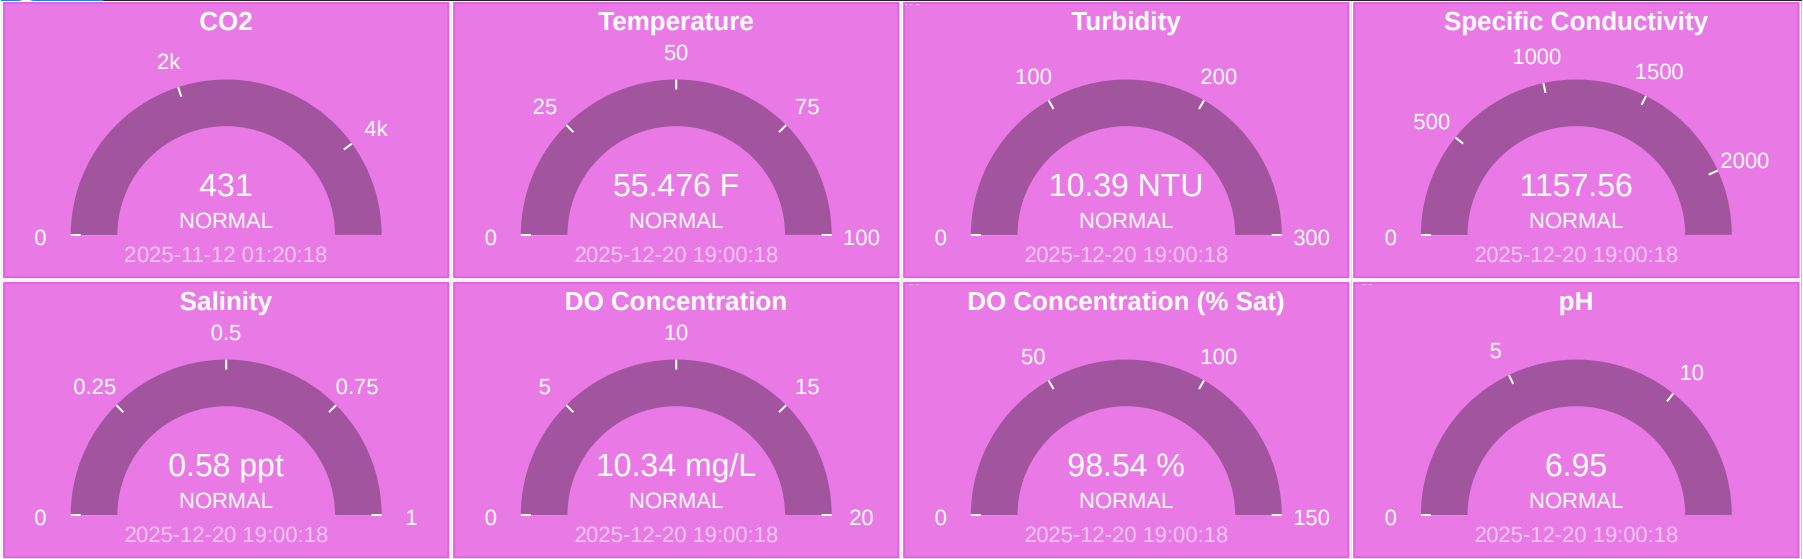 CO2
2k
4k
0
431
NORMAL
2025-11-12 01:20:18
Temperature
50
25
75
0
100
55.476 F
NORMAL
2025-12-20 19:00:18
Turbidity
100
200
0
300
10.39 NTU
NORMAL
2025-12-20 19:00:18
Specific Conductivity
1000
1500
500
2000
0
1157.56
NORMAL
2025-12-20 19:00:18
Salinity
0.5
0.25
0.75
0
1
0.58 ppt
NORMAL
2025-12-20 19:00:18
DO Concentration
10
5
15
0
20
10.34 mg/L
NORMAL
2025-12-20 19:00:18
DO Concentration (% Sat)
50
100
0
150
98.54 %
NORMAL
2025-12-20 19:00:18
pH
5
10
0
6.95
NORMAL
2025-12-20 19:00:18